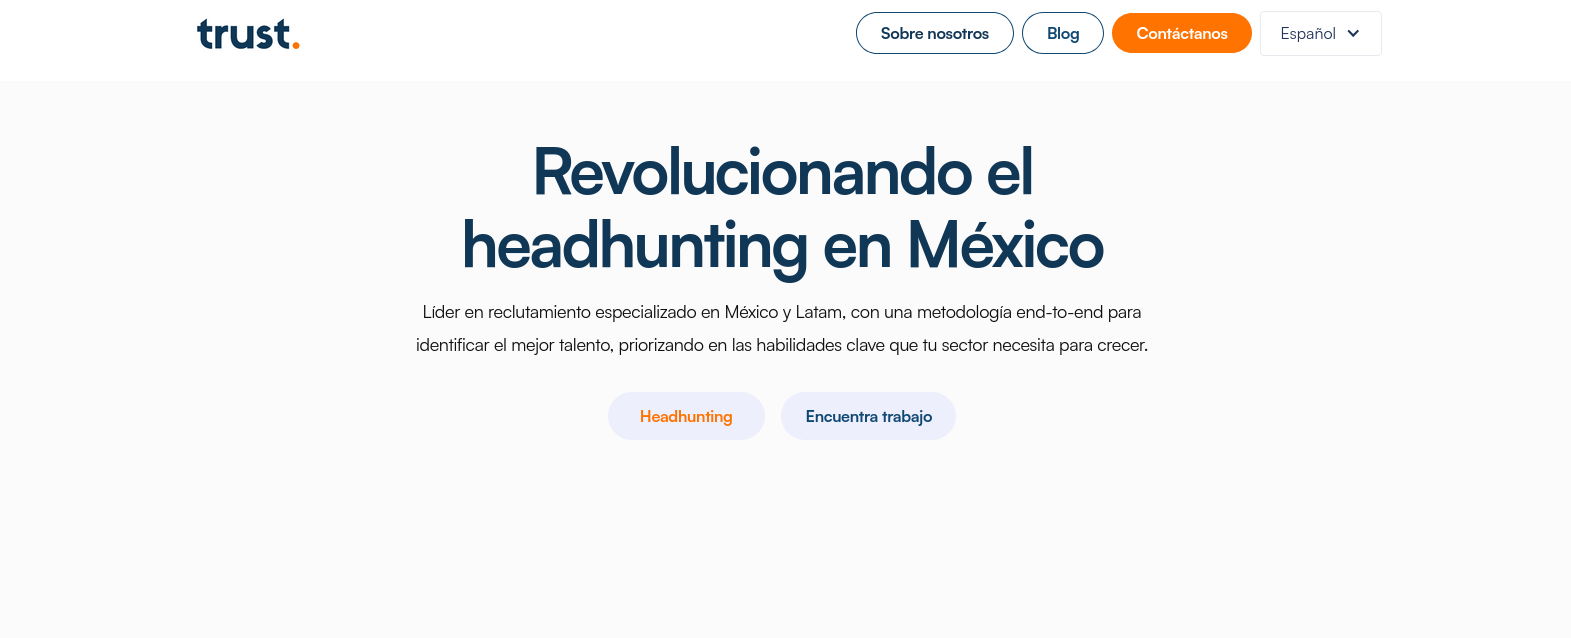 trust.
Sobre nosotros
Blog
Contáctanos
Español
Revolucionando el
headhunting en México
Líder en reclutamiento especializado en México y Latam, con una metodología end-to-end para
identificar el mejor talento, priorizando en las habilidades clave que tu sector necesita para crecer.
Headhunting
Encuentra trabajo